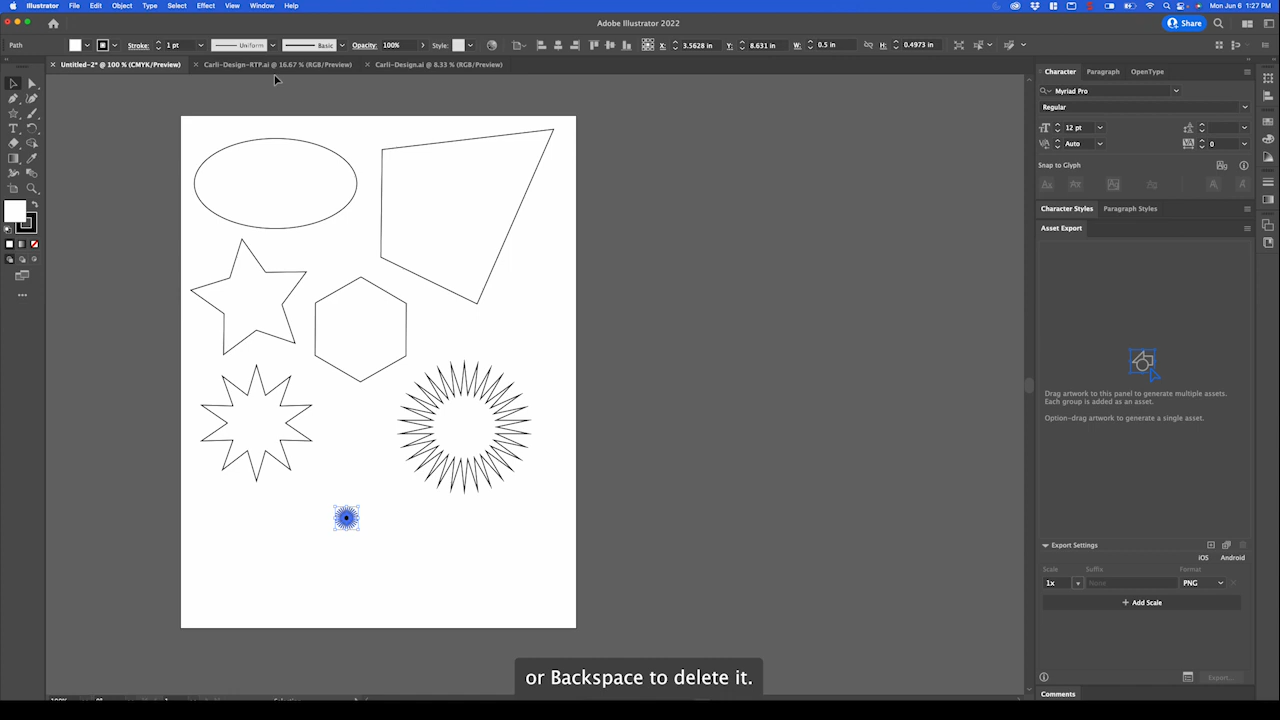 Illustrator File Edit Object Type Select Effect View Window Help Mon Jun 6 1:27 PM
Adobe Illustrator 2022
Share
Path Stroke: 1 pt Uniform Basic Opacity: 100% Style: X: 3.5628 in Y: 8.631 in W: 0.5 in H: 0.4973 in
Untitled-2* @ 100 % (CMYK/Preview) Carli-Design-RTP.ai @ 16.67 % (RGB/Preview) Carli-Design.ai @ 8.33 % (RGB/Preview)
Character Paragraph OpenType
Myriad Pro
Regular
12 pt
Auto 0
Snap to Glyph
Character Styles Paragraph Styles
Asset Export
Drag artwork to this panel to generate multiple assets.
Each group is added as an asset.
Option-drag artwork to generate a single asset.
Export Settings
iOS Android
Scale Suffix Format
1x None PNG
+ Add Scale
Export...
Comments
or Backspace to delete it.